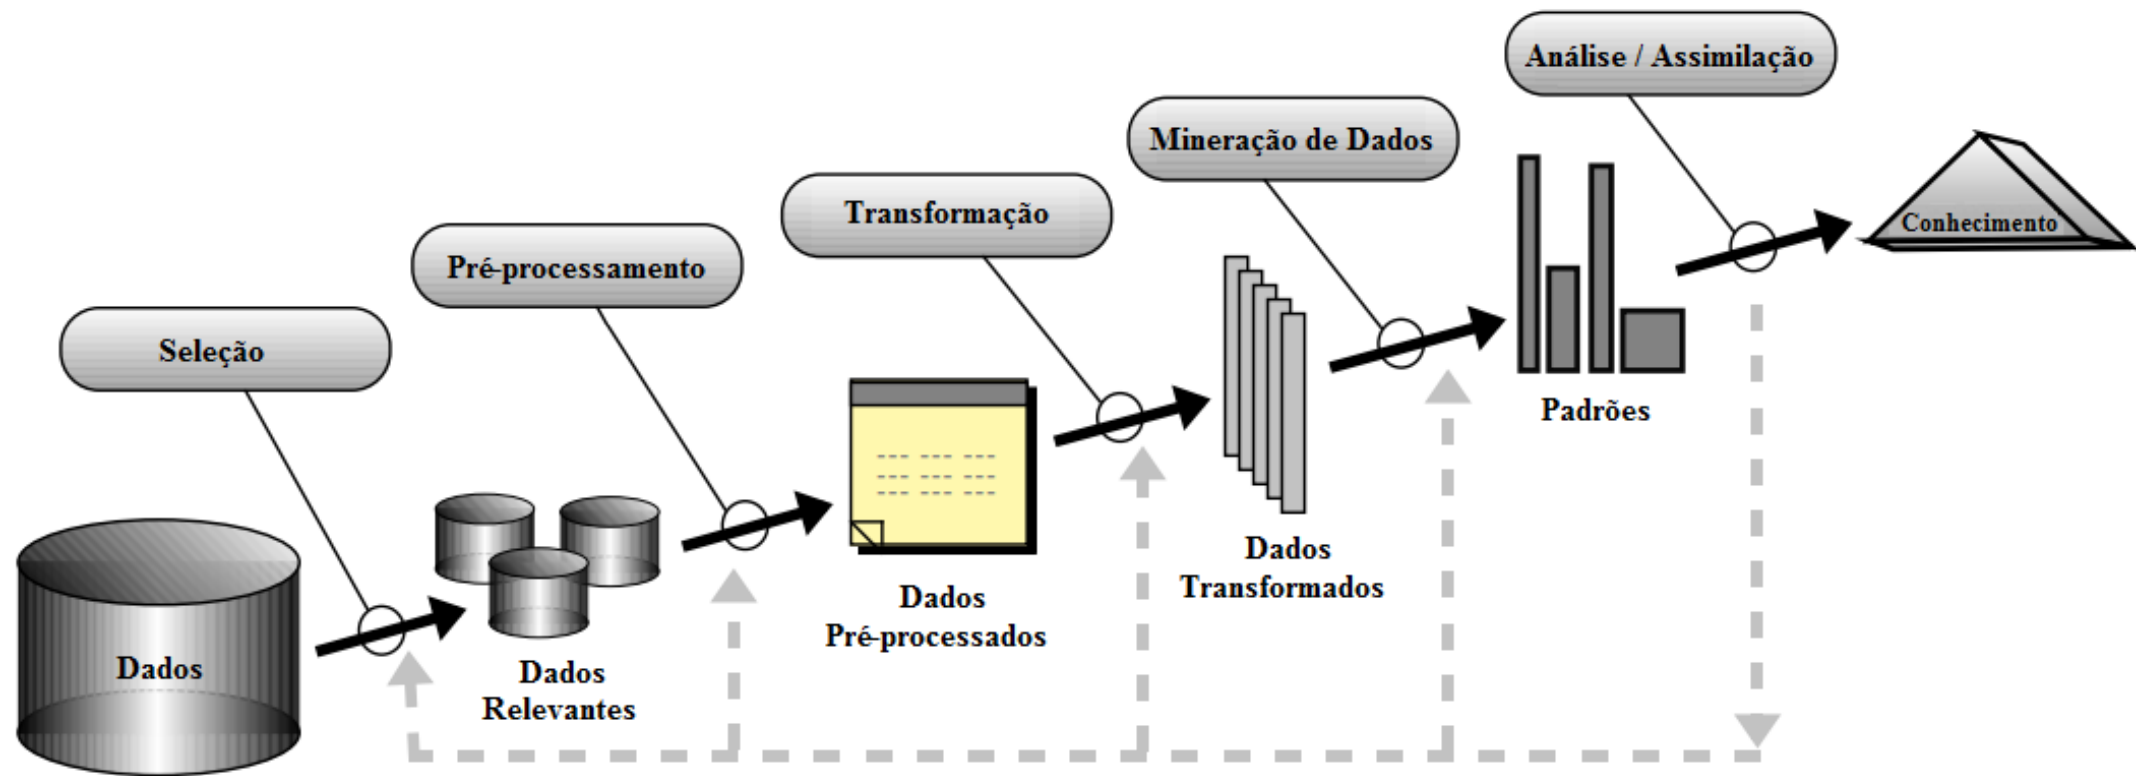 Análise / Assimilação
Mineração de Dados
Transformação
Pré-processamento
Seleção
Conhecimento
Padrões
Dados
Transformados
Dados
Pré-processados
Dados
Relevantes
Dados